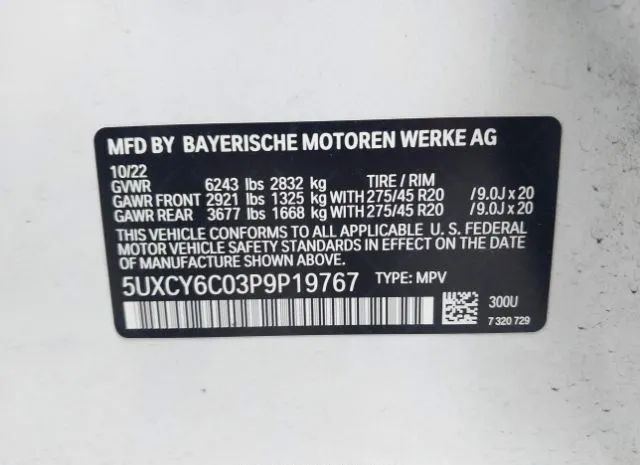 MFD BY BAYERISCHE MOTOREN WERKE AG
10/22
GVWR 6243 lbs 2832 kg TIRE / RIM
GAWR FRONT 2921 lbs 1325 kg WITH 275/45 R20 / 9.0J x 20
GAWR REAR 3677 lbs 1668 kg WITH 275/45 R20 / 9.0J x 20
THIS VEHICLE CONFORMS TO ALL APPLICABLE U. S. FEDERAL
MOTOR VEHICLE SAFETY STANDARDS IN EFFECT ON THE DATE
OF MANUFACTURE SHOWN ABOVE.
5UXCY6C03P9P19767 TYPE: MPV
300U
7 320 729